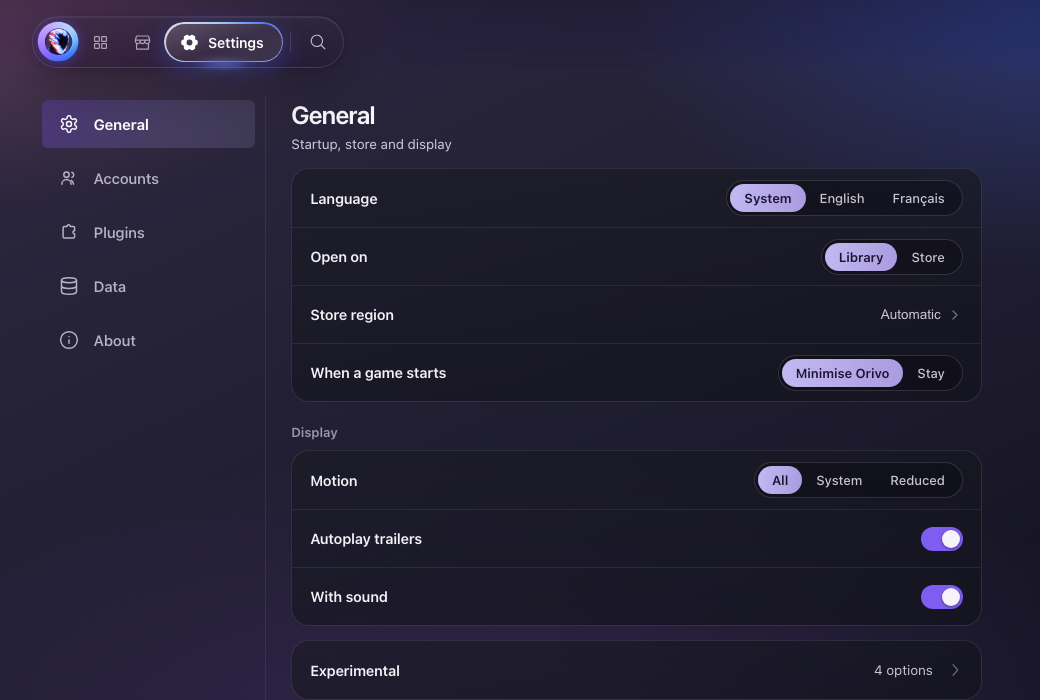 Settings
General
Accounts
Plugins
Data
About
General
Startup, store and display
Language System English Français
Open on Library Store
Store region Automatic
When a game starts Minimise Orivo Stay
Display
Motion All System Reduced
Autoplay trailers
With sound
Experimental 4 options